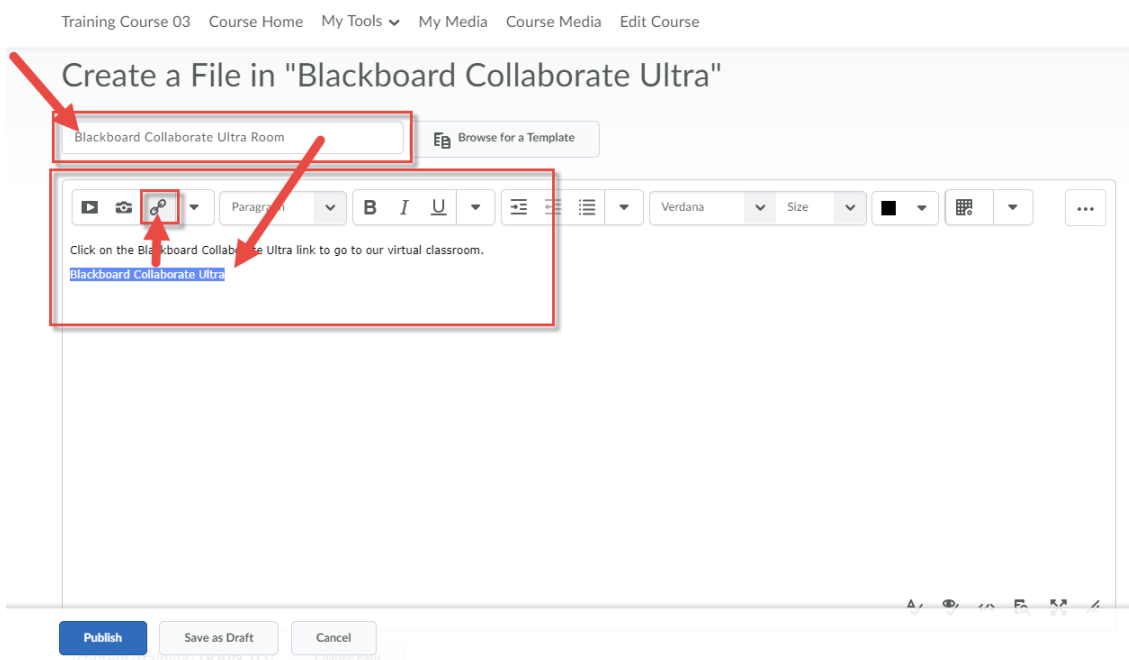 Training Course 03 Course Home My Tools My Media Course Media Edit Course
Create a File in "Blackboard Collaborate Ultra"
Blackboard Collaborate Ultra Room Browse for a Template
Paragraph B I U Verdana Size ...
Click on the Blackboard Collaborate Ultra link to go to our virtual classroom.
Blackboard Collaborate Ultra
Publish Save as Draft Cancel